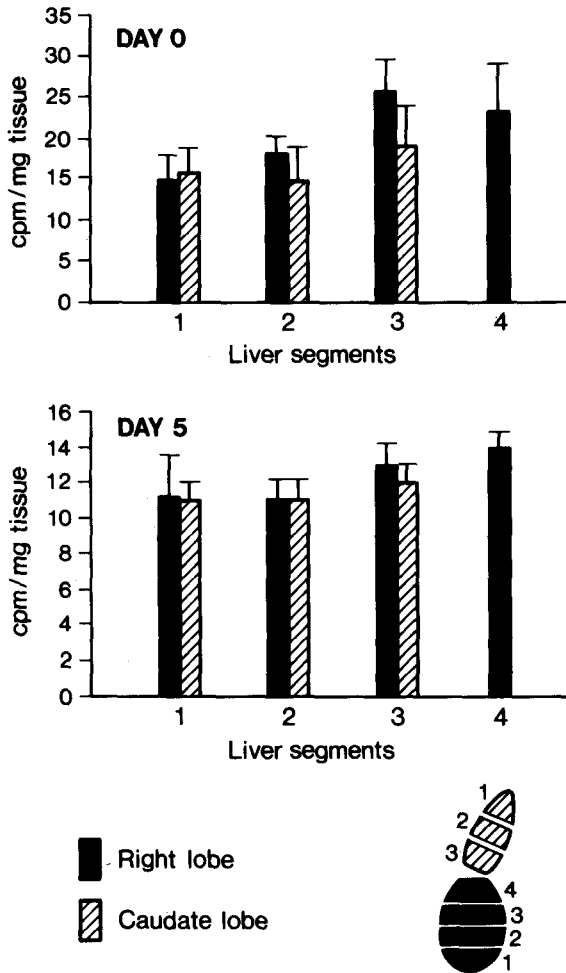 DAY 0
cpm/mg tissue
35
30
25
20
15
10
5
0
1 2 3 4
Liver segments
DAY 5
cpm/mg tissue
16
14
12
10
8
6
4
2
0
1 2 3 4
Liver segments
Right lobe
Caudate lobe
1
2
3
4
3
2
1